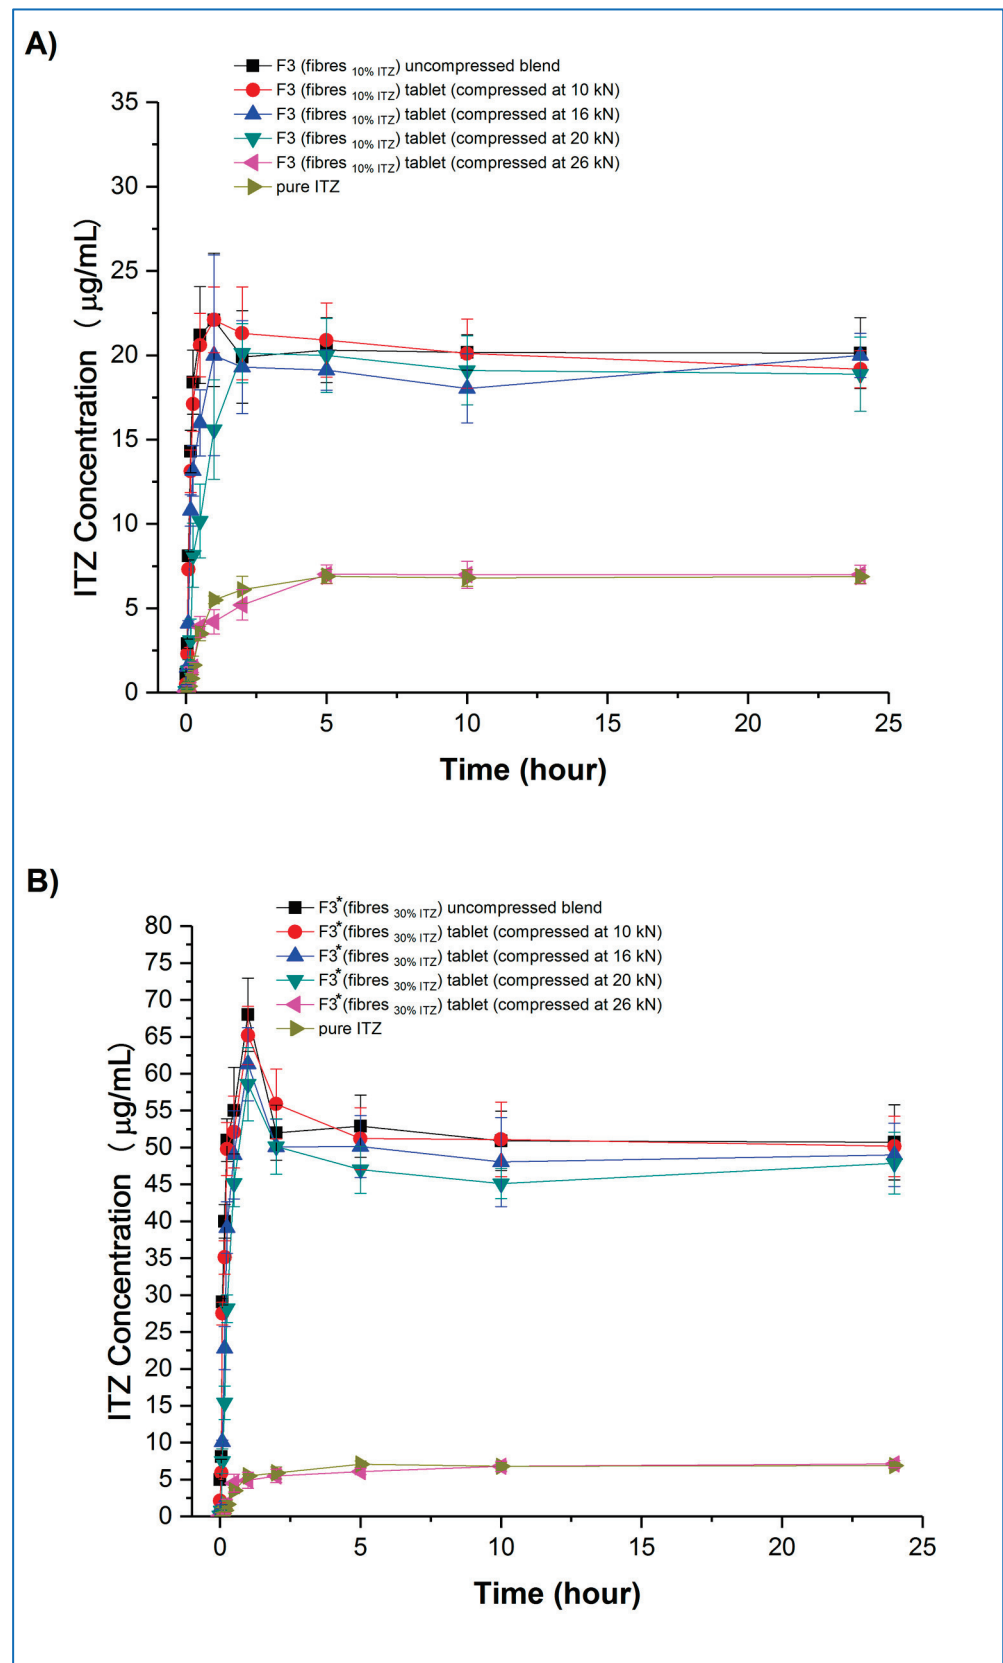 A)
F3 (fibres 10% ITZ) uncompressed blend
F3 (fibres 10% ITZ) tablet (compressed at 10 kN)
F3 (fibres 10% ITZ) tablet (compressed at 16 kN)
F3 (fibres 10% ITZ) tablet (compressed at 20 kN)
F3 (fibres 10% ITZ) tablet (compressed at 26 kN)
pure ITZ
35
30
25
20
15
10
5
0
ITZ Concentration ( μg/mL)
0 5 10 15 20 25
Time (hour)
B)
F3*(fibres 30% ITZ) uncompressed blend
F3*(fibres 30% ITZ) tablet (compressed at 10 kN)
F3*(fibres 30% ITZ) tablet (compressed at 16 kN)
F3*(fibres 30% ITZ) tablet (compressed at 20 kN)
F3*(fibres 30% ITZ) tablet (compressed at 26 kN)
pure ITZ
80
75
70
65
60
55
50
45
40
35
30
25
20
15
10
5
0
ITZ Concentration ( μg/mL)
0 5 10 15 20 25
Time (hour)